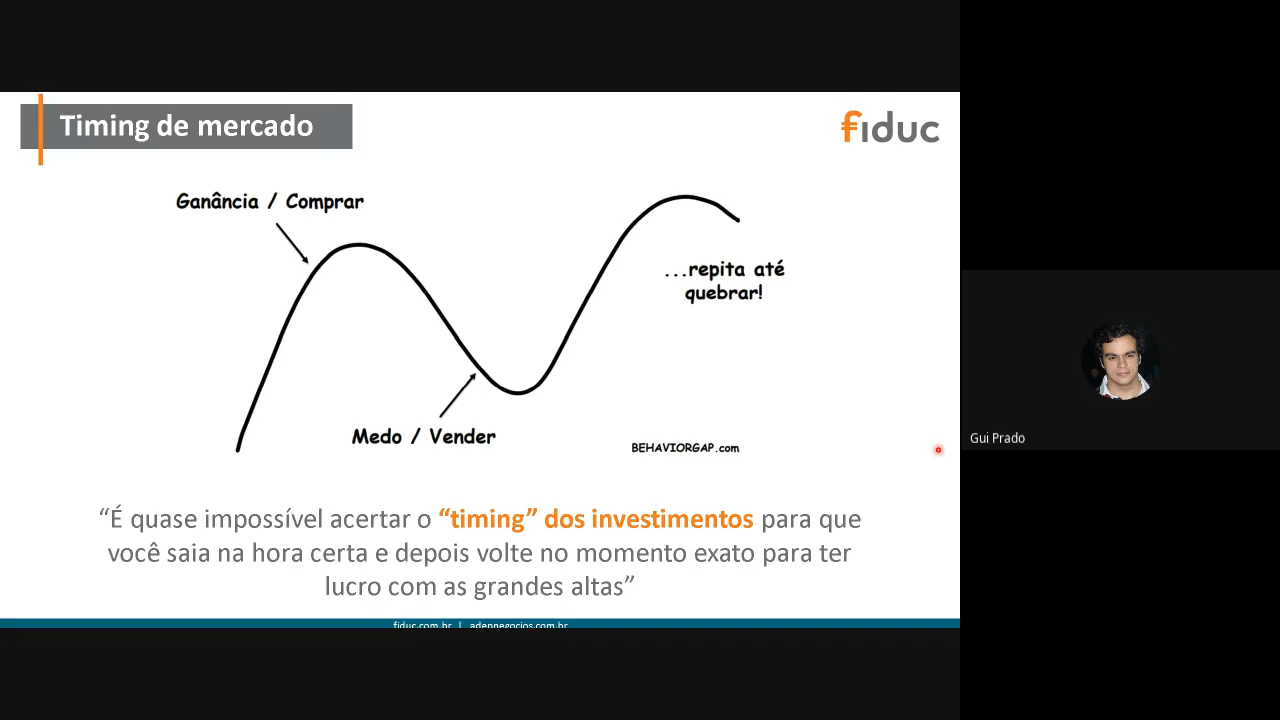 Timing de mercado
fiduc
Ganância / Comprar
...repita até
quebrar!
Medo / Vender
BEHAVIORGAP.com
Gui Prado
“É quase impossível acertar o “timing” dos investimentos para que
você saia na hora certa e depois volte no momento exato para ter
lucro com as grandes altas”
fiduc.com.br | adennegocios.com.br